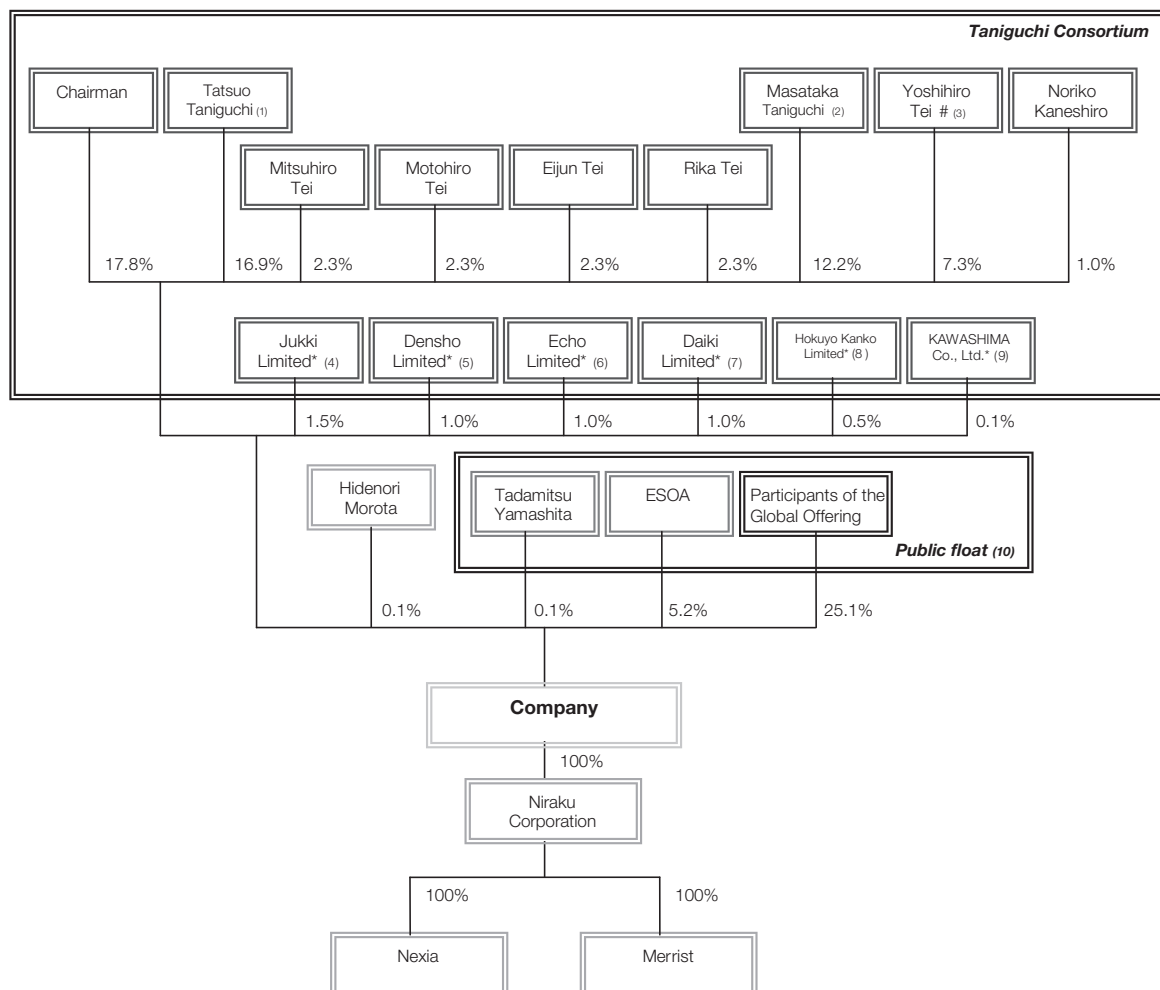 Taniguchi Consortium
Chairman
Tatsuo
Taniguchi (1)
Masataka
Taniguchi (2)
Yoshihiro
Tei # (3)
Noriko
Kaneshiro
Mitsuhiro
Tei
Motohiro
Tei
Eijun Tei
Rika Tei
17.8%
16.9%
2.3%
2.3%
2.3%
2.3%
12.2%
7.3%
1.0%
Jukki
Limited* (4)
Densho
Limited* (5)
Echo
Limited* (6)
Daiki
Limited* (7)
Hokuyo Kanko
Limited* (8)
KAWASHIMA
Co., Ltd.* (9)
1.5%
1.0%
1.0%
1.0%
0.5%
0.1%
Hidenori
Morota
Tadamitsu
Yamashita
ESOA
Participants of the
Global Offering
Public float (10)
0.1%
0.1%
5.2%
25.1%
Company
100%
Niraku
Corporation
100%
100%
Nexia
Merrist